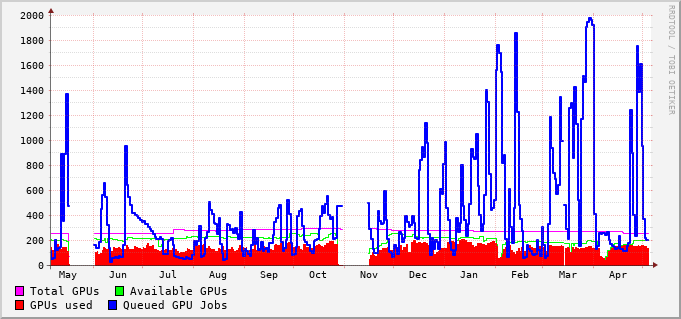 2000
1800
1600
1400
1200
1000
800
600
400
200
0
May Jun Jul Aug Sep Oct Nov Dec Jan Feb Mar Apr
Total GPUs Available GPUs
GPUs used Queued GPU Jobs
RRDTOOL / TOBI OETIKER